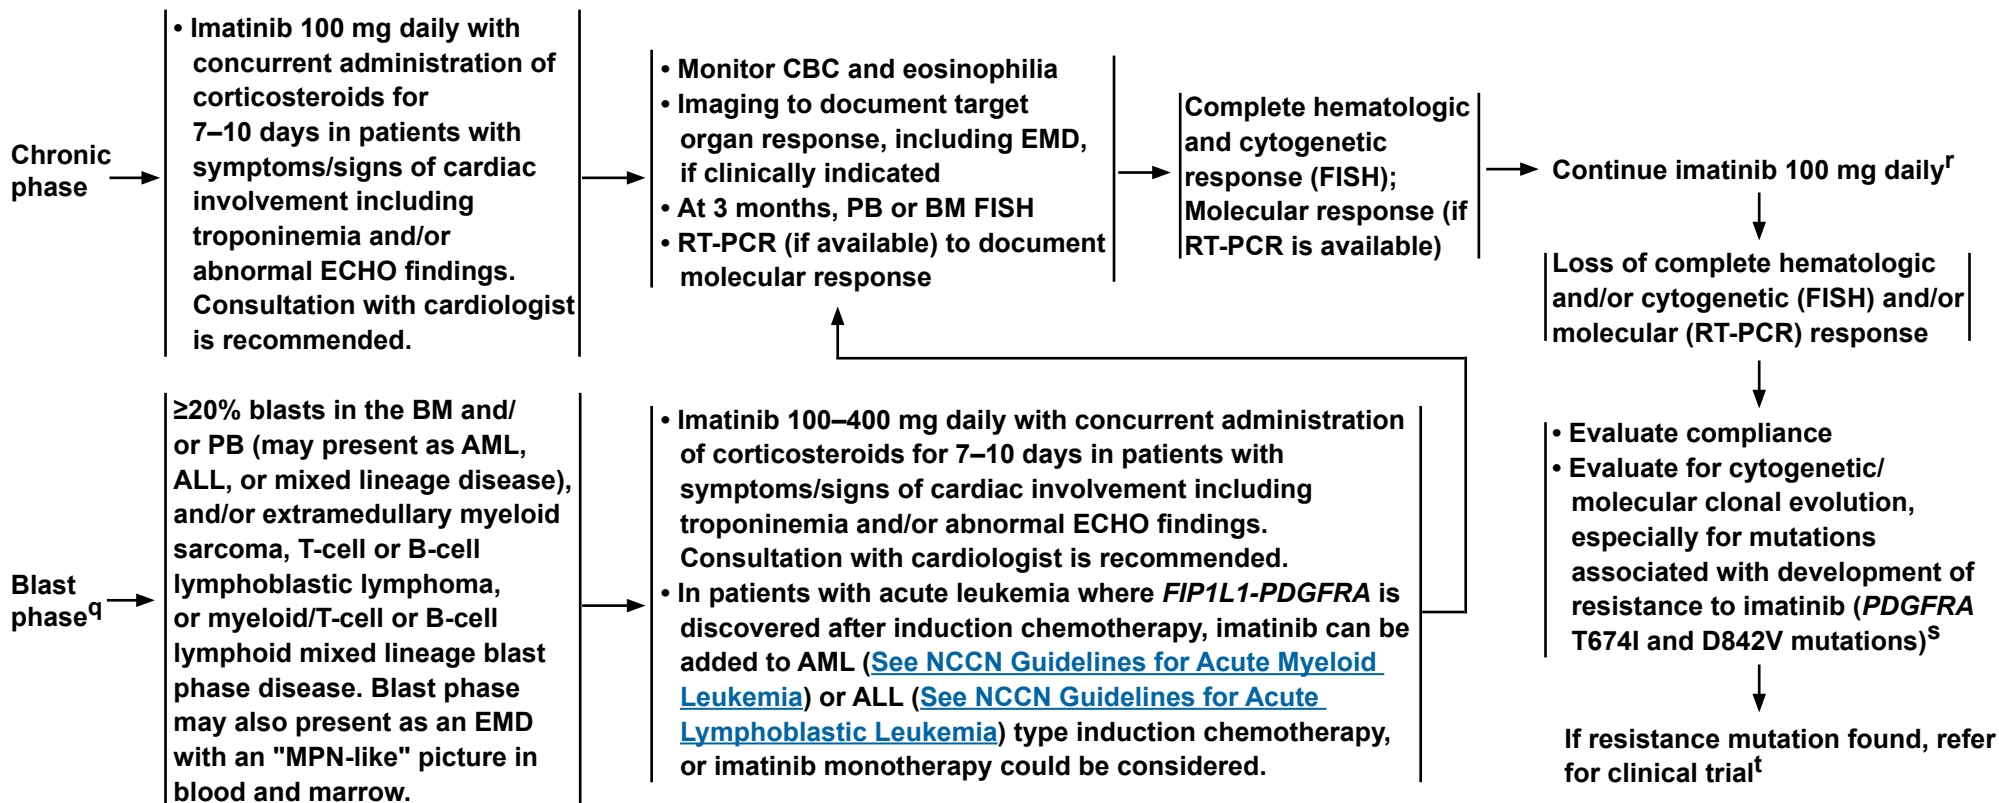 Chronic
phase
• Imatinib 100 mg daily with
concurrent administration of
corticosteroids for
7–10 days in patients with
symptoms/signs of cardiac
involvement including
troponinemia and/or
abnormal ECHO findings.
Consultation with cardiologist
is recommended.
• Monitor CBC and eosinophilia
• Imaging to document target
organ response, including EMD,
if clinically indicated
• At 3 months, PB or BM FISH
• RT-PCR (if available) to document
molecular response
Complete hematologic
and cytogenetic
response (FISH);
Molecular response (if
RT-PCR is available)
Continue imatinib 100 mg daily^r
Loss of complete hematologic
and/or cytogenetic (FISH) and/or
molecular (RT-PCR) response
• Evaluate compliance
• Evaluate for cytogenetic/
molecular clonal evolution,
especially for mutations
associated with development of
resistance to imatinib (PDGFRA
T674I and D842V mutations)^s
If resistance mutation found, refer
for clinical trial^t
Blast
phase^q
≥20% blasts in the BM and/
or PB (may present as AML,
ALL, or mixed lineage disease),
and/or extramedullary myeloid
sarcoma, T-cell or B-cell
lymphoblastic lymphoma,
or myeloid/T-cell or B-cell
lymphoid mixed lineage blast
phase disease. Blast phase
may also present as an EMD
with an "MPN-like" picture in
blood and marrow.
• Imatinib 100–400 mg daily with concurrent administration
of corticosteroids for 7–10 days in patients with
symptoms/signs of cardiac involvement including
troponinemia and/or abnormal ECHO findings.
Consultation with cardiologist is recommended.
• In patients with acute leukemia where FIP1L1-PDGFRA is
discovered after induction chemotherapy, imatinib can be
added to AML (See NCCN Guidelines for Acute Myeloid
Leukemia) or ALL (See NCCN Guidelines for Acute
Lymphoblastic Leukemia) type induction chemotherapy,
or imatinib monotherapy could be considered.